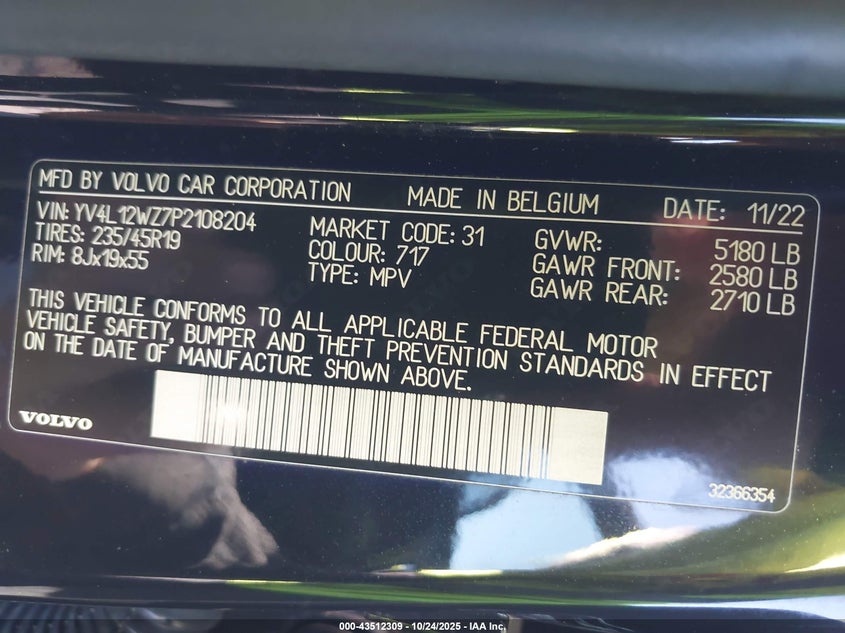 MFD BY VOLVO CAR CORPORATION MADE IN BELGIUM DATE: 11/22
VIN: YV4L12WZ7P2108204 MARKET CODE: 31 GVWR: 5180 LB
TIRES: 235/45R19 COLOUR: 717 GAWR FRONT: 2580 LB
RIM: 8Jx19x55 TYPE: MPV GAWR REAR: 2710 LB
THIS VEHICLE CONFORMS TO ALL APPLICABLE FEDERAL MOTOR
VEHICLE SAFETY, BUMPER AND THEFT PREVENTION STANDARDS IN EFFECT
ON THE DATE OF MANUFACTURE SHOWN ABOVE.
VOLVO
32366354
000-43512309 - 10/24/2025 - IAA Inc.